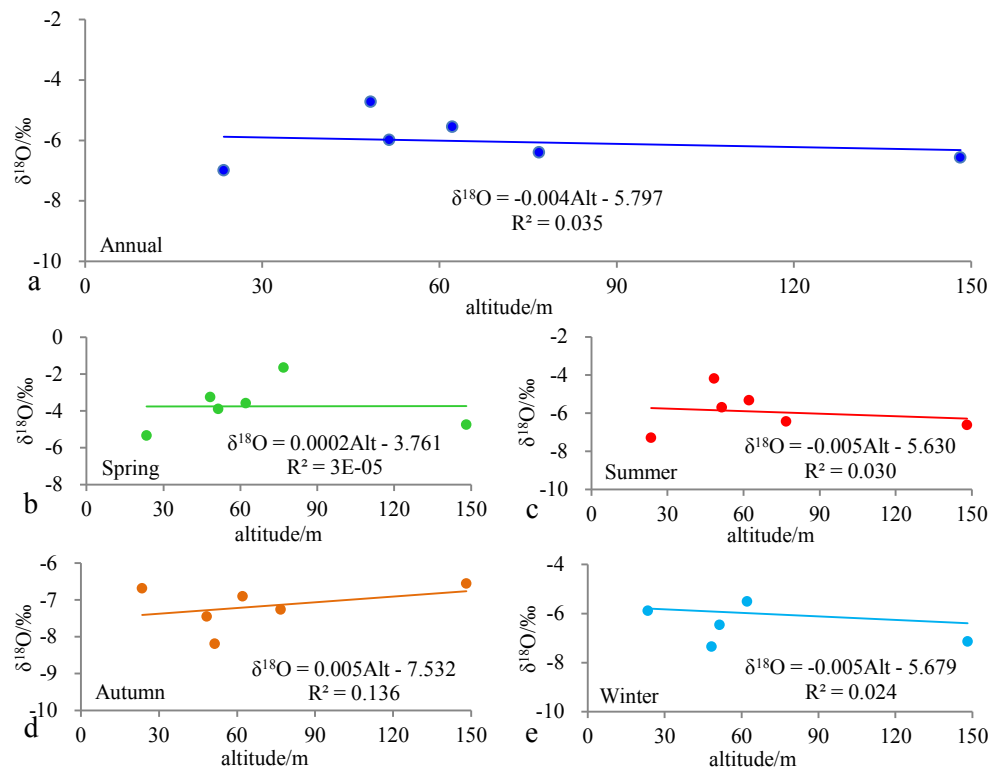 -2
-4
-6
-8
-10
δ¹⁸O/‰
δ¹⁸O = -0.004Alt - 5.797
R² = 0.035
Annual
a
0 30 60 90 120 150
altitude/m
0
-2
-4
-6
-8
δ¹⁸O/‰
δ¹⁸O = 0.0002Alt - 3.761
R² = 3E-05
Spring
b
0 30 60 90 120 150
altitude/m
-2
-4
-6
-8
-10
δ¹⁸O/‰
δ¹⁸O = -0.005Alt - 5.630
R² = 0.030
Summer
c
0 30 60 90 120 150
altitude/m
-6
-7
-8
-9
-10
δ¹⁸O/‰
δ¹⁸O = 0.005Alt - 7.532
R² = 0.136
Autumn
d
0 30 60 90 120 150
altitude/m
-4
-6
-8
-10
δ¹⁸O/‰
δ¹⁸O = -0.005Alt - 5.679
R² = 0.024
Winter
e
0 30 60 90 120 150
altitude/m